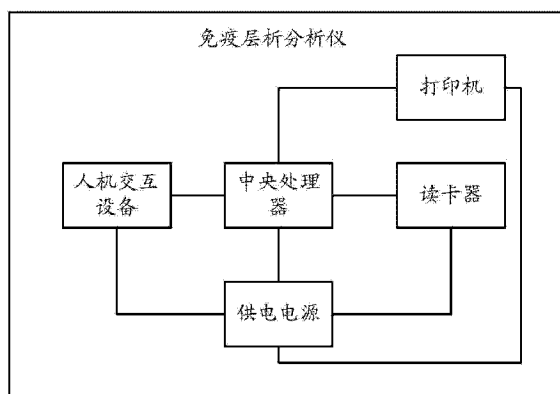 免疫层析分析仪
打印机
人机交互
设备
中央处理
器
读卡器
供电电源